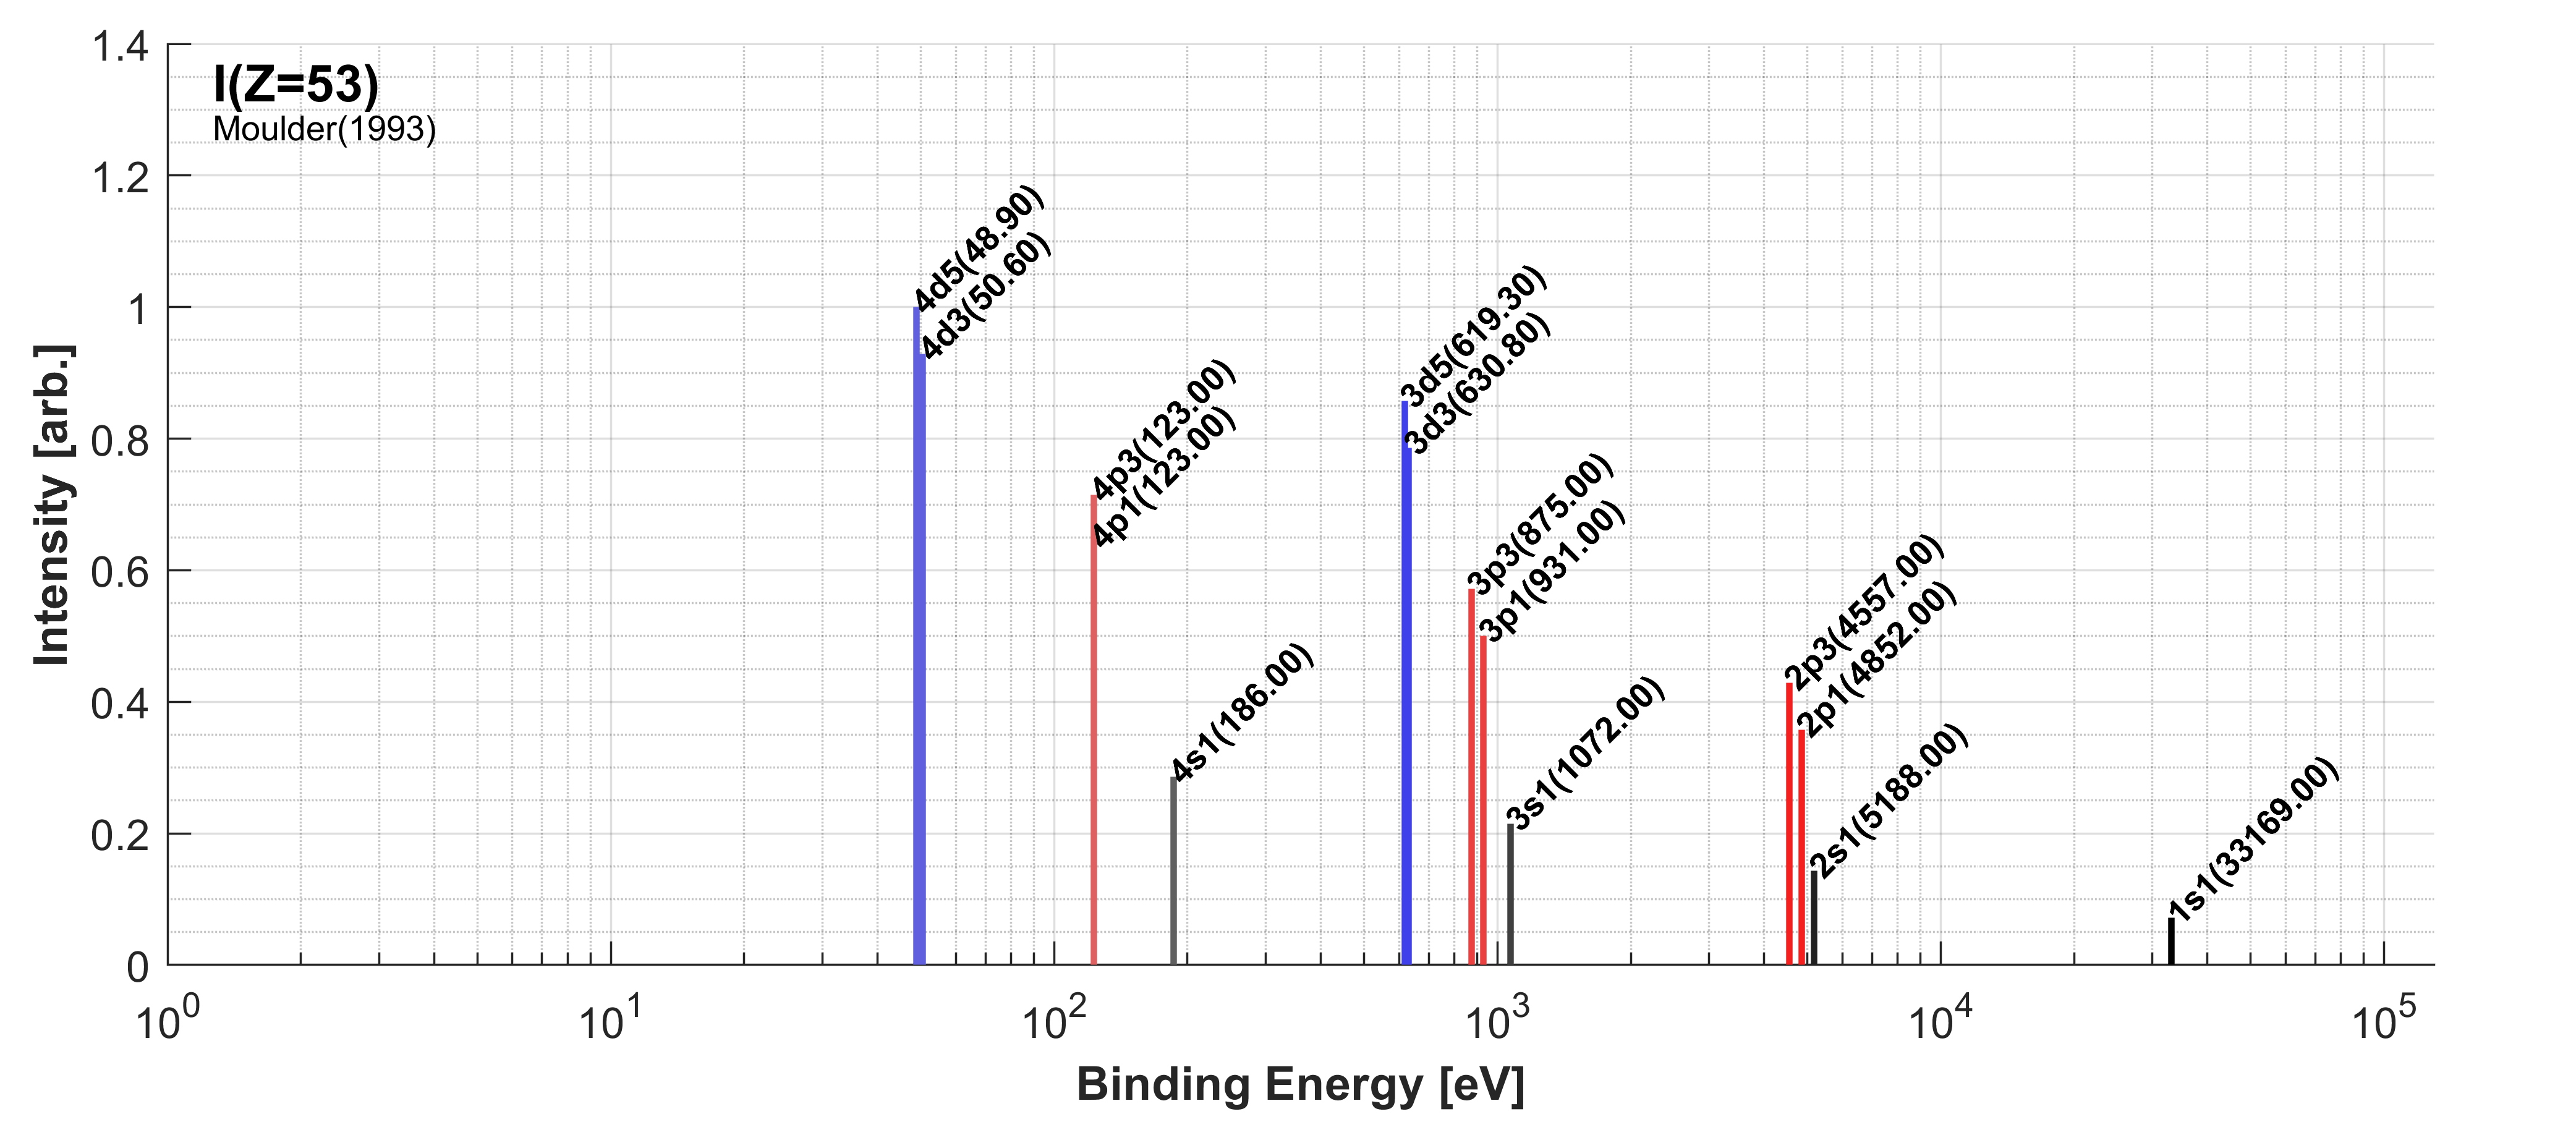 I(Z=53)
Moulder(1993)
1.4
1.2
1
0.8
0.6
0.4
0.2
0
Intensity [arb.]
4d5(48.90)
4d3(50.60)
4p3(123.00)
4p1(123.00)
4s1(186.00)
3d5(619.30)
3d3(630.80)
3p3(875.00)
3p1(931.00)
3s1(1072.00)
2p3(4557.00)
2p1(4852.00)
2s1(5188.00)
1s1(33169.00)
10^0 10^1 10^2 10^3 10^4 10^5
Binding Energy [eV]